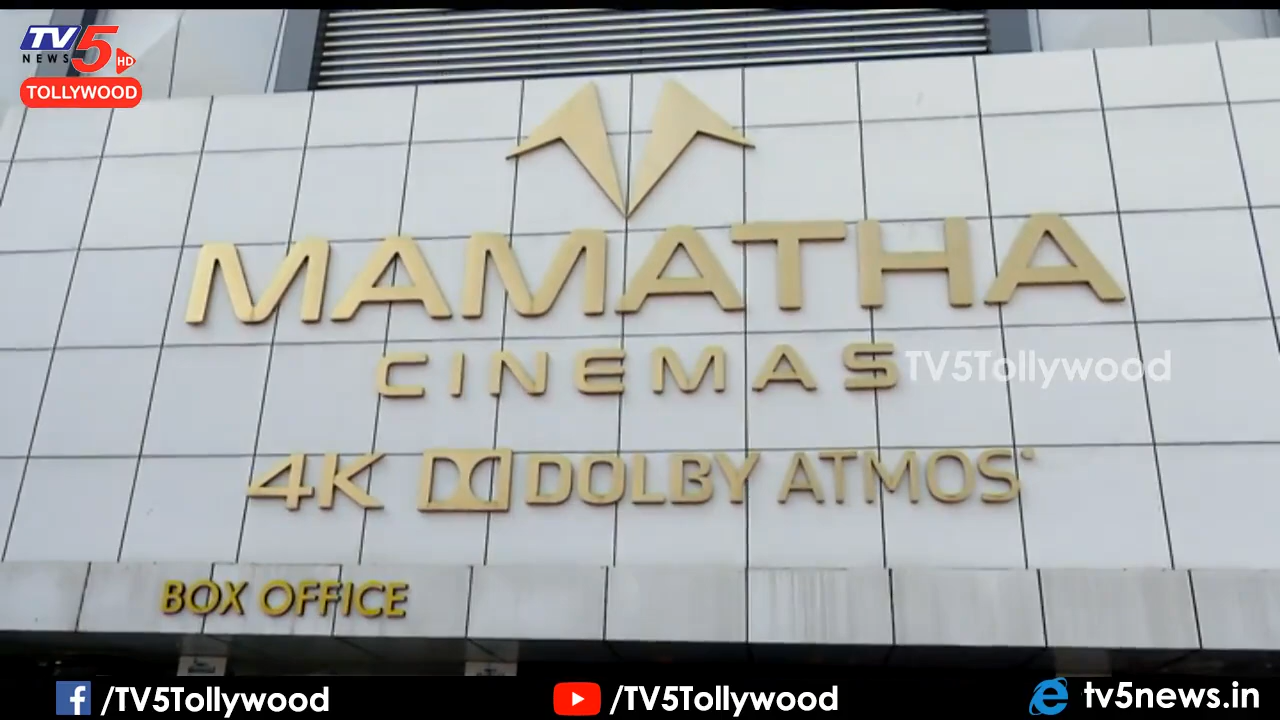 TV5
NEWS HD
TOLLYWOOD
MAMATHA
CINEMAS
TV5Tollywood
4K DOLBY ATMOS
BOX OFFICE
/TV5Tollywood
/TV5Tollywood
tv5news.in